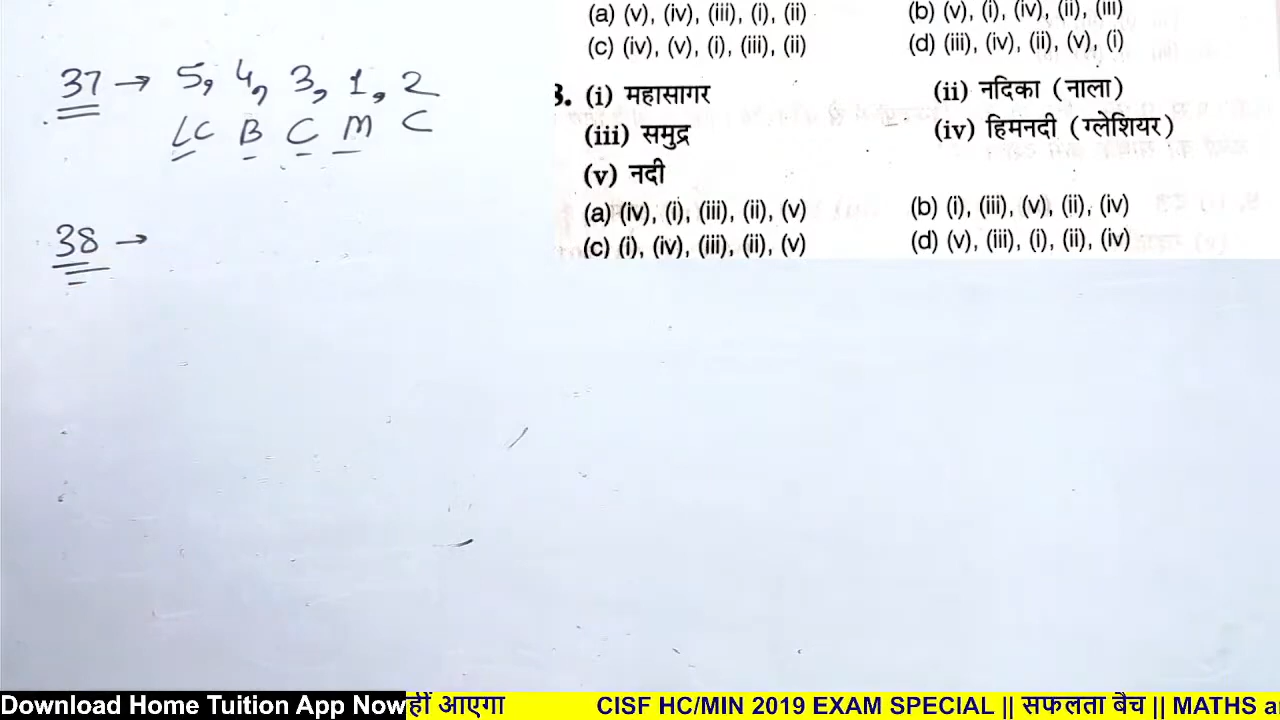 (a) (v), (iv), (iii), (i), (ii) (b) (v), (i), (iv), (ii), (iii)
(c) (iv), (v), (i), (iii), (ii) (d) (iii), (iv), (ii), (v), (i)
37 → 5, 4, 3, 1, 2
LC B C M C
38 →
8. (i) महासागर (ii) नदिका (नाला)
(iii) समुद्र (iv) हिमनदी (ग्लेशियर)
(v) नदी
(a) (iv), (i), (iii), (ii), (v) (b) (i), (iii), (v), (ii), (iv)
(c) (i), (iv), (iii), (ii), (v) (d) (v), (iii), (i), (ii), (iv)
Download Home Tuition App Now हीं आएगा CISF HC/MIN 2019 EXAM SPECIAL || सफलता बैच || MATHS a